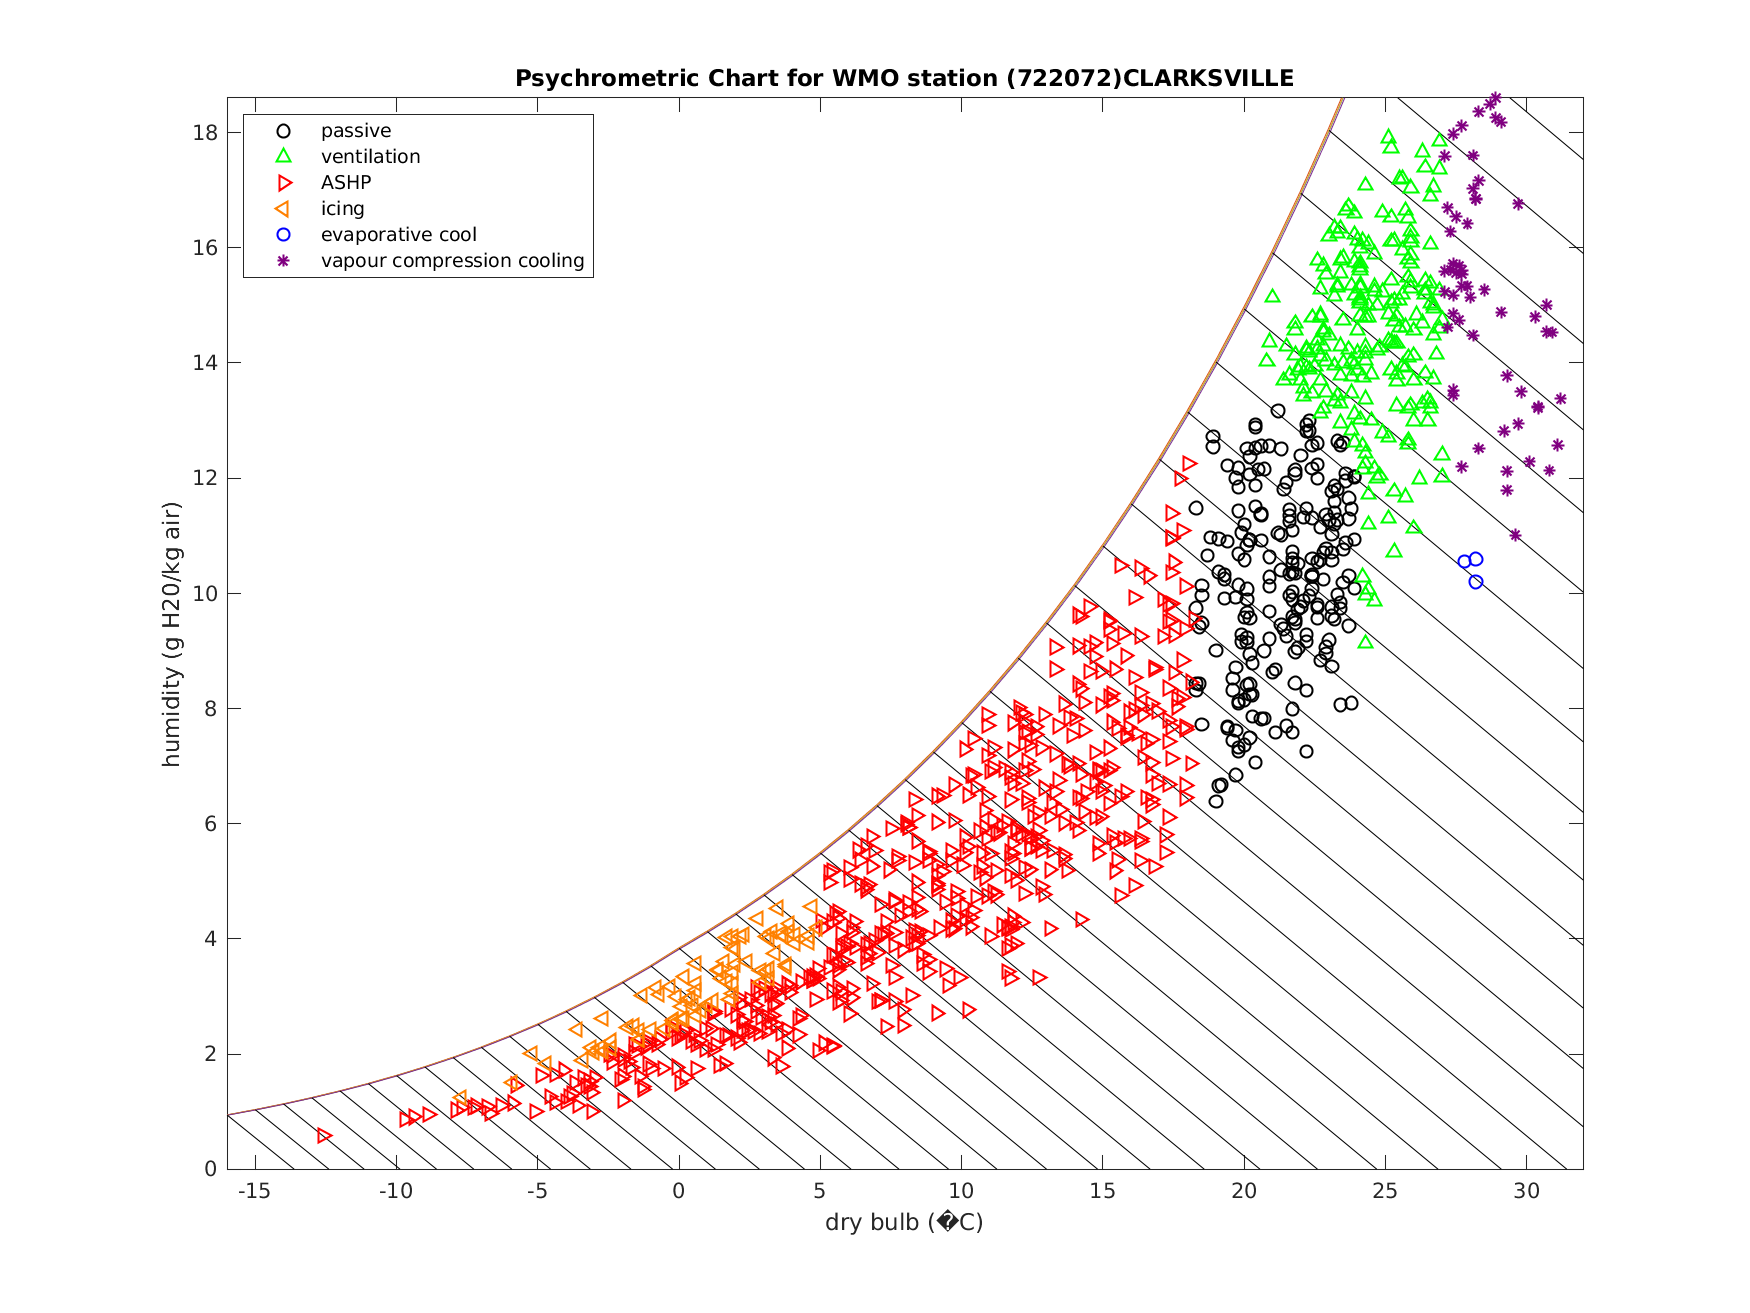 Psychrometric Chart for WMO station (722072)CLARKSVILLE
passive
ventilation
ASHP
icing
evaporative cool
vapour compression cooling
humidity (g H20/kg air)
18
16
14
12
10
8
6
4
2
0
-15 -10 -5 0 5 10 15 20 25 30
dry bulb (�C)